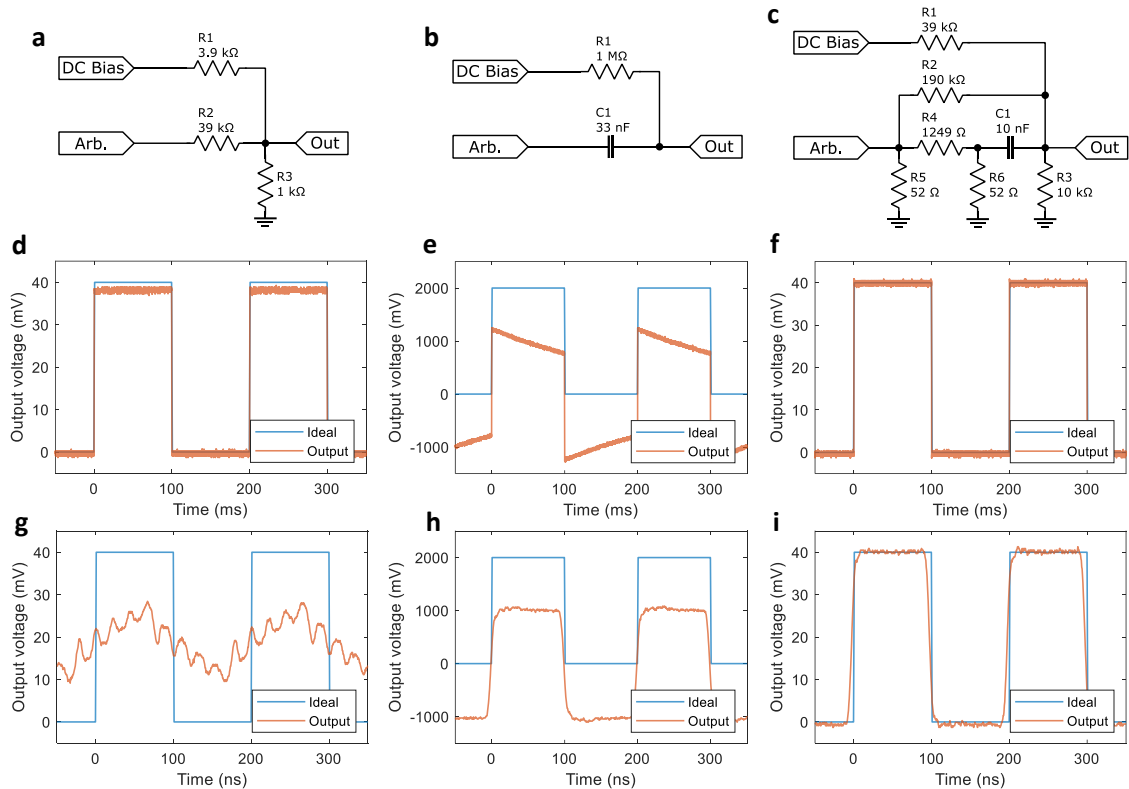 a
R1
3.9 kΩ
DC Bias
R2
39 kΩ
Arb.
Out
R3
1 kΩ
b
R1
1 MΩ
DC Bias
C1
33 nF
Arb.
Out
c
R1
39 kΩ
DC Bias
R2
190 kΩ
R4
1249 Ω
C1
10 nF
Arb.
Out
R5
52 Ω
R6
52 Ω
R3
10 kΩ
d
Output voltage (mV)
40
30
20
10
0
0 100 200 300
Time (ms)
Ideal
Output
e
Output voltage (mV)
2000
1000
0
-1000
0 100 200 300
Time (ms)
Ideal
Output
f
Output voltage (mV)
40
30
20
10
0
0 100 200 300
Time (ms)
Ideal
Output
g
Output voltage (mV)
40
30
20
10
0
0 100 200 300
Time (ns)
Ideal
Output
h
Output voltage (mV)
2000
1000
0
-1000
0 100 200 300
Time (ns)
Ideal
Output
i
Output voltage (mV)
40
30
20
10
0
0 100 200 300
Time (ns)
Ideal
Output